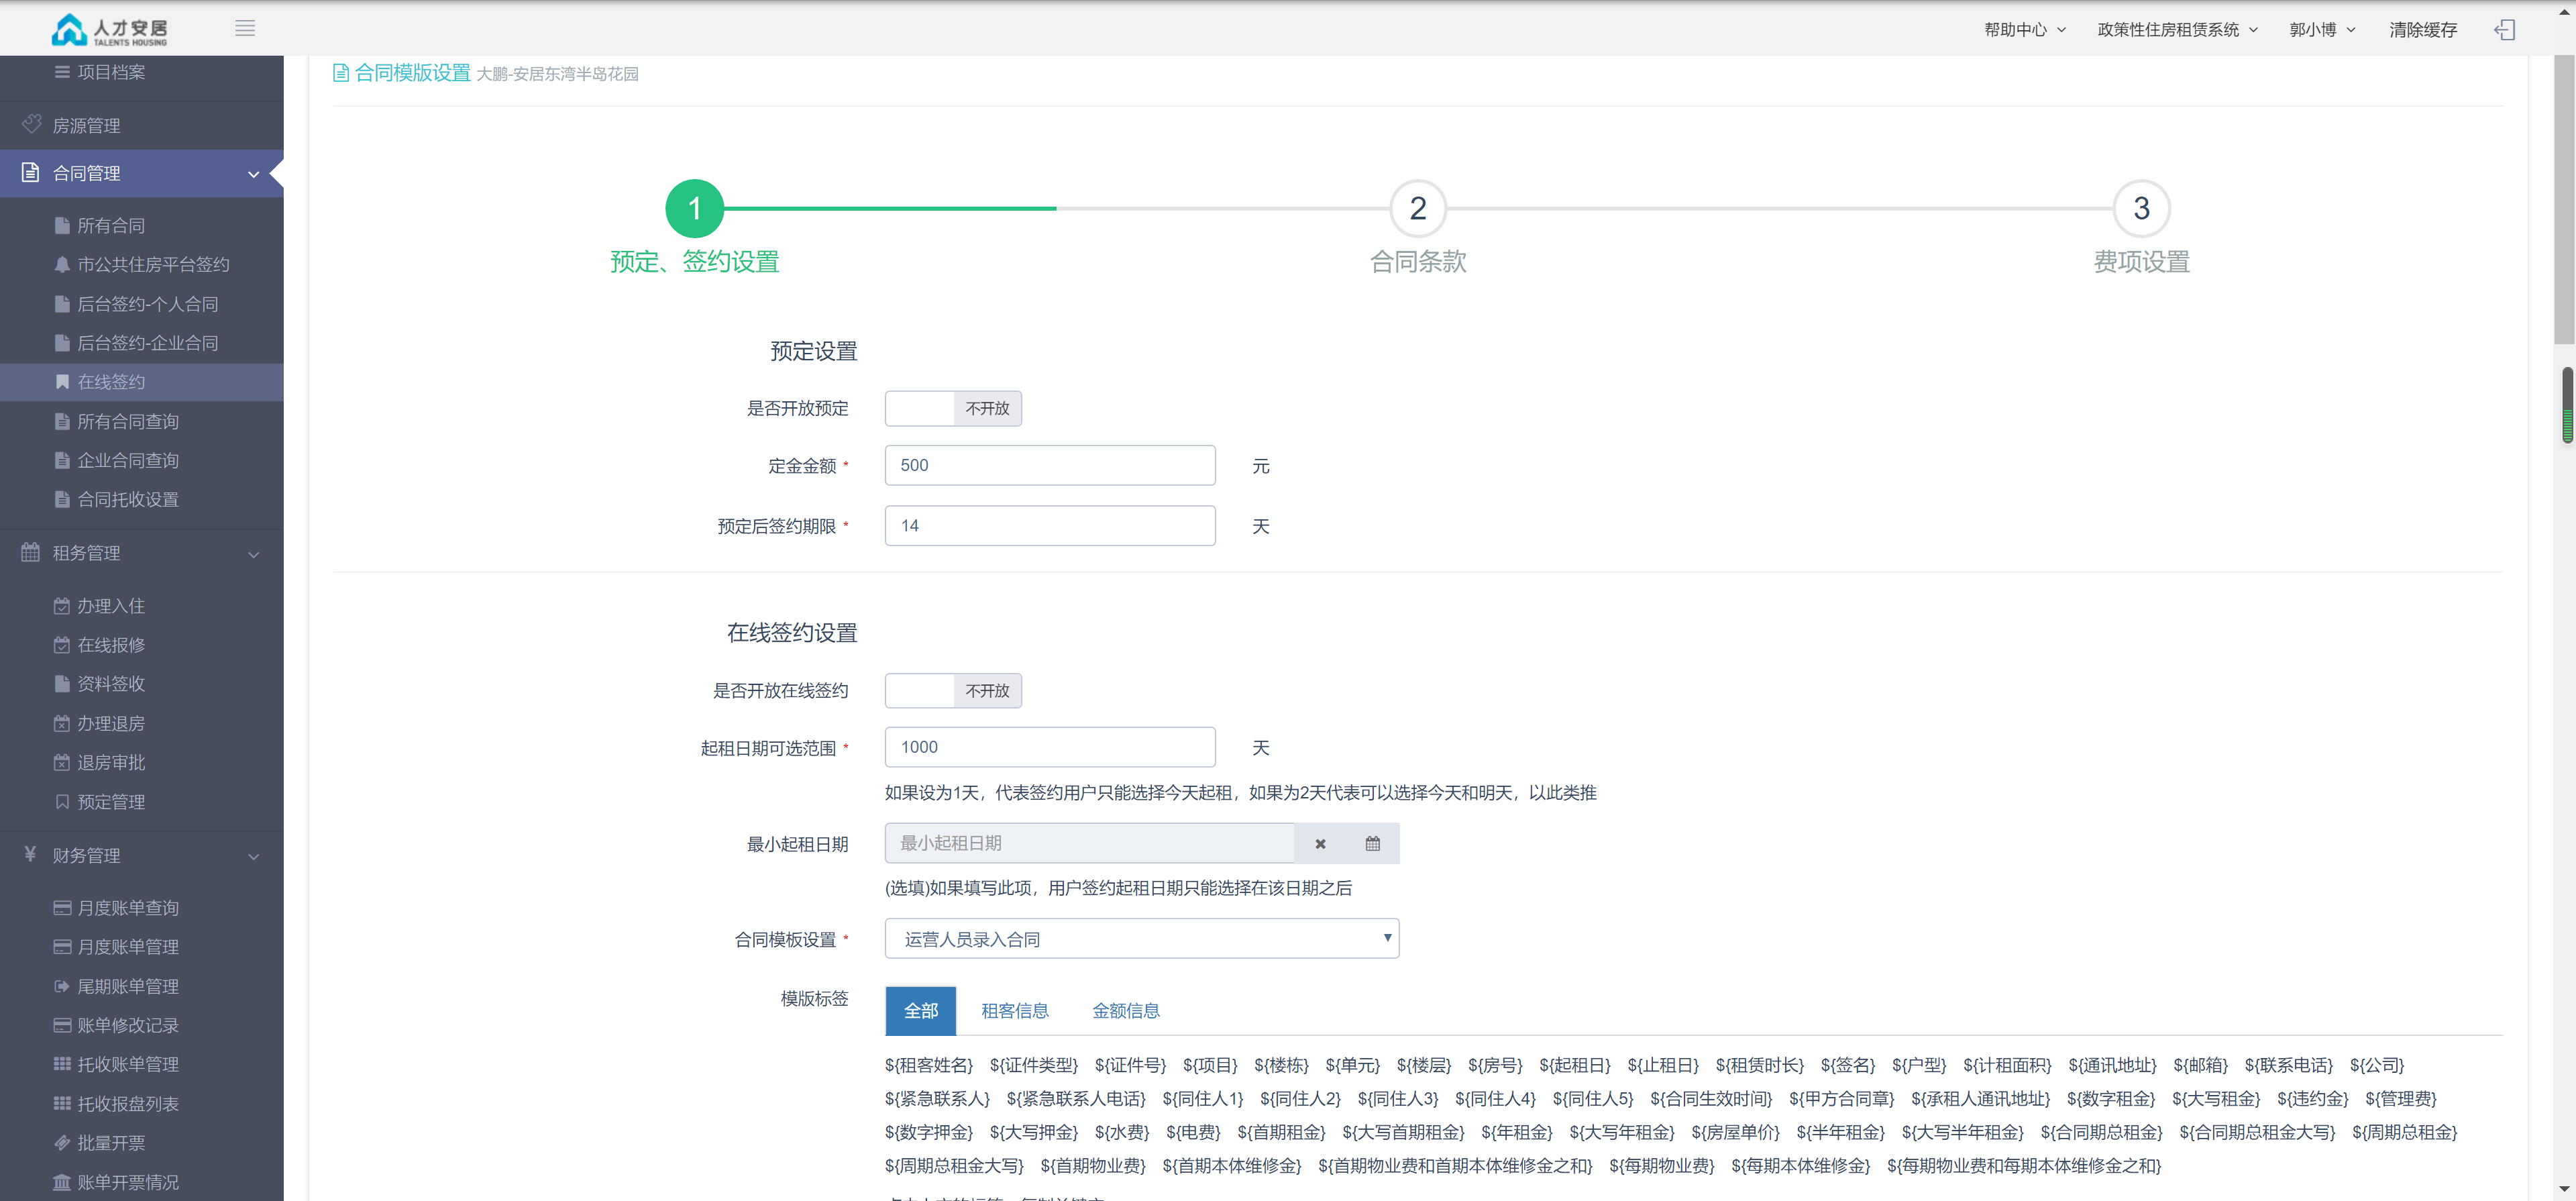 人才安居
TALENTS HOUSING
帮助中心
政策性住房租赁系统
郭小博
清除缓存
项目档案
房源管理
合同管理
所有合同
市公共住房平台签约
后台签约-个人合同
后台签约-企业合同
在线签约
所有合同查询
企业合同查询
合同托收设置
租务管理
办理入住
在线报修
资料签收
办理退房
退房审批
预定管理
¥ 财务管理
月度账单查询
月度账单管理
尾期账单管理
账单修改记录
托收账单管理
托收报盘列表
批量开票
账单开票情况
合同模版设置 大鹏-安居东湾半岛花园
1 2 3
预定、签约设置 合同条款 费项设置
预定设置
是否开放预定 不开放
定金金额 * 500 元
预定后签约期限 * 14 天
在线签约设置
是否开放在线签约 不开放
起租日期可选范围 * 1000 天
如果设为1天，代表签约用户只能选择今天起租，如果为2天代表可以选择今天和明天，以此类推
最小起租日期 最小起租日期
(选填)如果填写此项，用户签约起租日期只能选择在该日期之后
合同模板设置 * 运营人员录入合同
模版标签 全部 租客信息 金额信息
${租客姓名} ${证件类型} ${证件号} ${项目} ${楼栋} ${单元} ${楼层} ${房号} ${起租日} ${止租日} ${租赁时长} ${签名} ${户型} ${计租面积} ${通讯地址} ${邮箱} ${联系电话} ${公司}
${紧急联系人} ${紧急联系人电话} ${同住人1} ${同住人2} ${同住人3} ${同住人4} ${同住人5} ${合同生效时间} ${甲方合同章} ${承租人通讯地址} ${数字租金} ${大写租金} ${违约金} ${管理费}
${数字押金} ${大写押金} ${水费} ${电费} ${首期租金} ${大写首期租金} ${年租金} ${大写年租金} ${房屋单价} ${半年租金} ${大写半年租金} ${合同期总租金} ${合同期总租金大写} ${周期总租金}
${周期总租金大写} ${首期物业费} ${首期本体维修金} ${首期物业费和首期本体维修金之和} ${每期物业费} ${每期本体维修金} ${每期物业费和每期本体维修金之和}